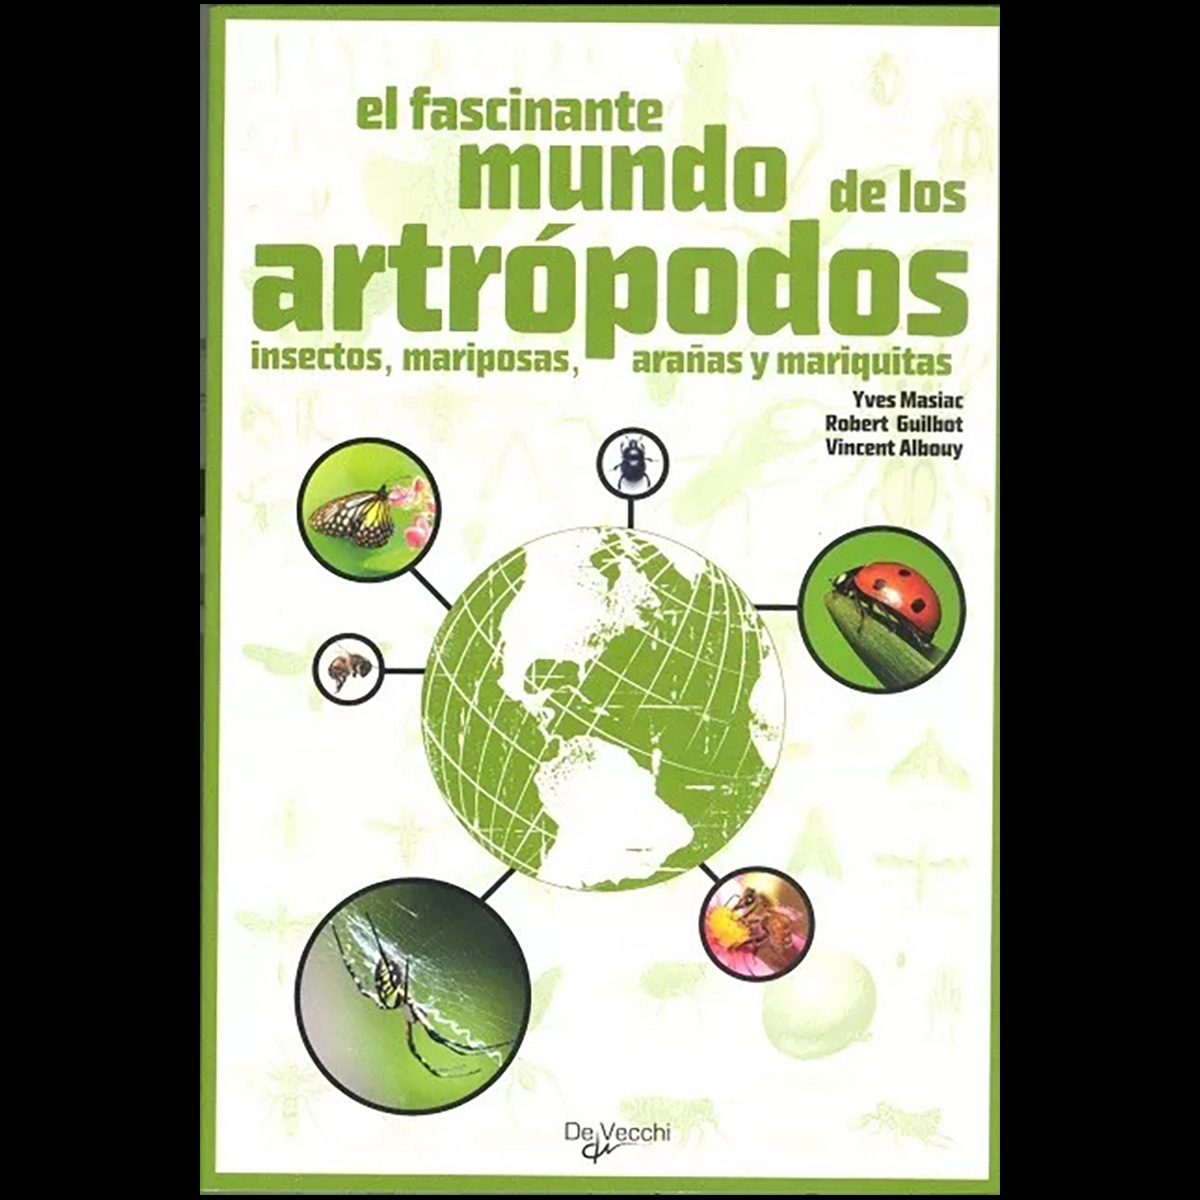 el fascinante
mundo de los
artrópodos
insectos, mariposas, arañas y mariquitas
Yves Masiac
Robert Guilbot
Vincent Albouy
De Vecchi